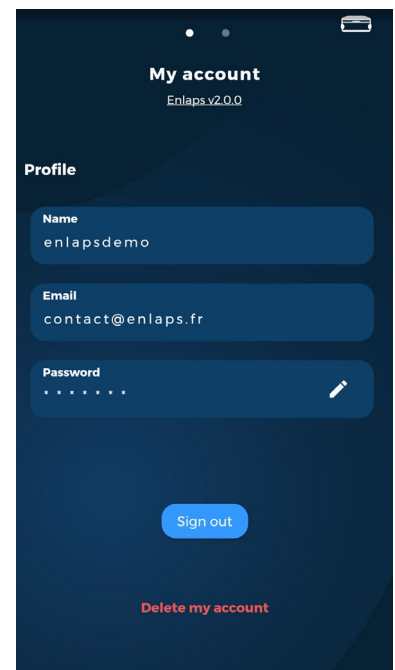 My account
Enlaps v2.0.0
Profile
Name
enlapsdemo
Email
contact@enlaps.fr
Password
* * * * * * *
Sign out
Delete my account